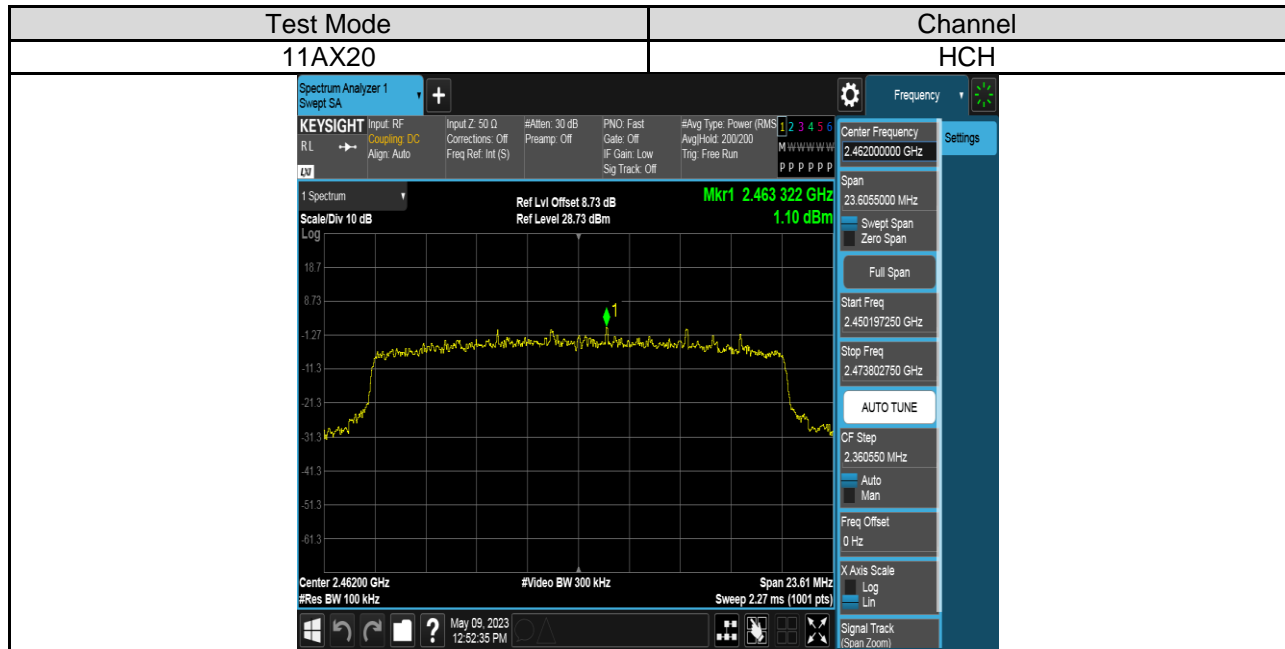 Test Mode Channel
11AX20 HCH
Spectrum Analyzer 1
Swept SA
+
Frequency
KEYSIGHT
RL
LXI
Input: RF
Coupling: DC
Align: Auto
Input Z: 50 Ω
Corrections: Off
Freq Ref: Int (S)
#Atten: 30 dB
Preamp: Off
PNO: Fast
Gate: Off
IF Gain: Low
Sig Track: Off
#Avg Type: Power (RMS
Avg|Hold: 200/200
Trig: Free Run
1 2 3 4 5 6
M W W W W W
P P P P P P
1 Spectrum
Scale/Div 10 dB
Log
Ref Lvl Offset 8.73 dB
Ref Level 28.73 dBm
Mkr1 2.463 322 GHz
1.10 dBm
18.7
8.73
-1.27
-11.3
-21.3
-31.3
-41.3
-51.3
-61.3
1
Center 2.46200 GHz
#Res BW 100 kHz
#Video BW 300 kHz
Span 23.61 MHz
Sweep 2.27 ms (1001 pts)
?
May 09, 2023
12:52:35 PM
Center Frequency
2.462000000 GHz
Span
23.6055000 MHz
Swept Span
Zero Span
Full Span
Start Freq
2.450197250 GHz
Stop Freq
2.473802750 GHz
AUTO TUNE
CF Step
2.360550 MHz
Auto
Man
Freq Offset
0 Hz
X Axis Scale
Log
Lin
Signal Track
(Span Zoom)
Settings